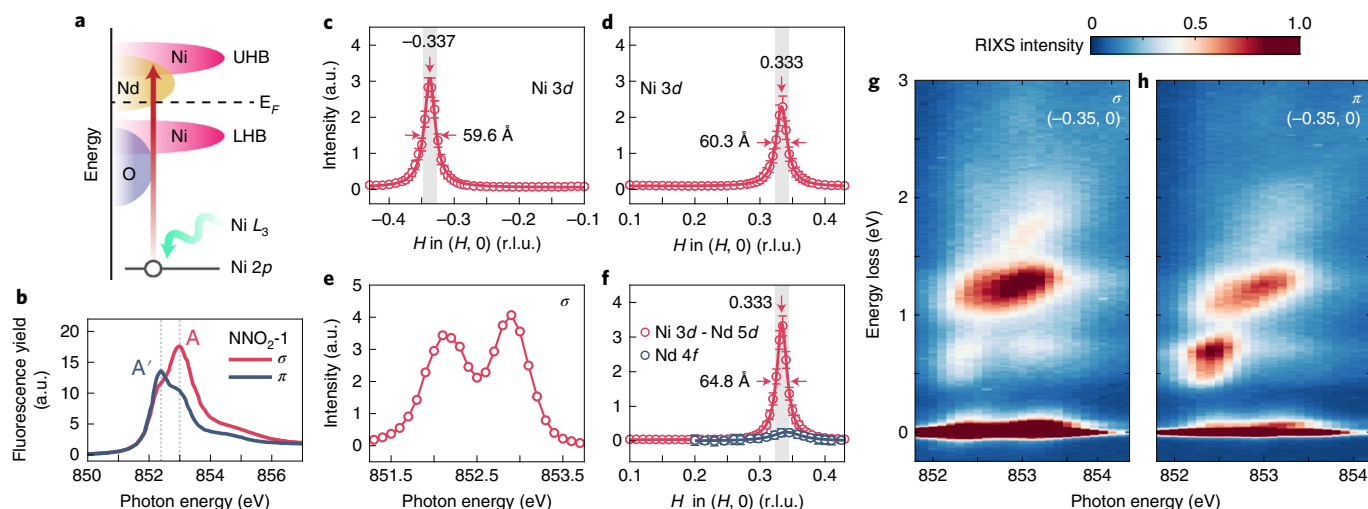 a
Ni
UHB
Nd
E_F
Ni
LHB
O
Energy
Ni L3
Ni 2p
b
Fluorescence yield
(a.u.)
20
15
10
5
0
A
A′
NNO2-1
σ
π
850
852
854
856
Photon energy (eV)
c
Intensity (a.u.)
4
3
2
1
0
−0.337
Ni 3d
59.6 Å
−0.4
−0.3
−0.2
−0.1
H in (H, 0) (r.l.u.)
d
4
3
2
1
0
0.333
Ni 3d
60.3 Å
0.1
0.2
0.3
0.4
H in (H, 0) (r.l.u.)
e
Intensity (a.u.)
5
4
3
2
1
0
σ
851.5
852.5
853.5
Photon energy (eV)
f
4
3
2
1
0
0.333
Ni 3d - Nd 5d
Nd 4f
64.8 Å
0.1
0.2
0.3
0.4
H in (H, 0) (r.l.u.)
RIXS intensity
0
0.5
1.0
g
Energy loss (eV)
3
2
1
0
σ
(−0.35, 0)
852
853
854
h
π
(−0.35, 0)
852
853
854
Photon energy (eV)